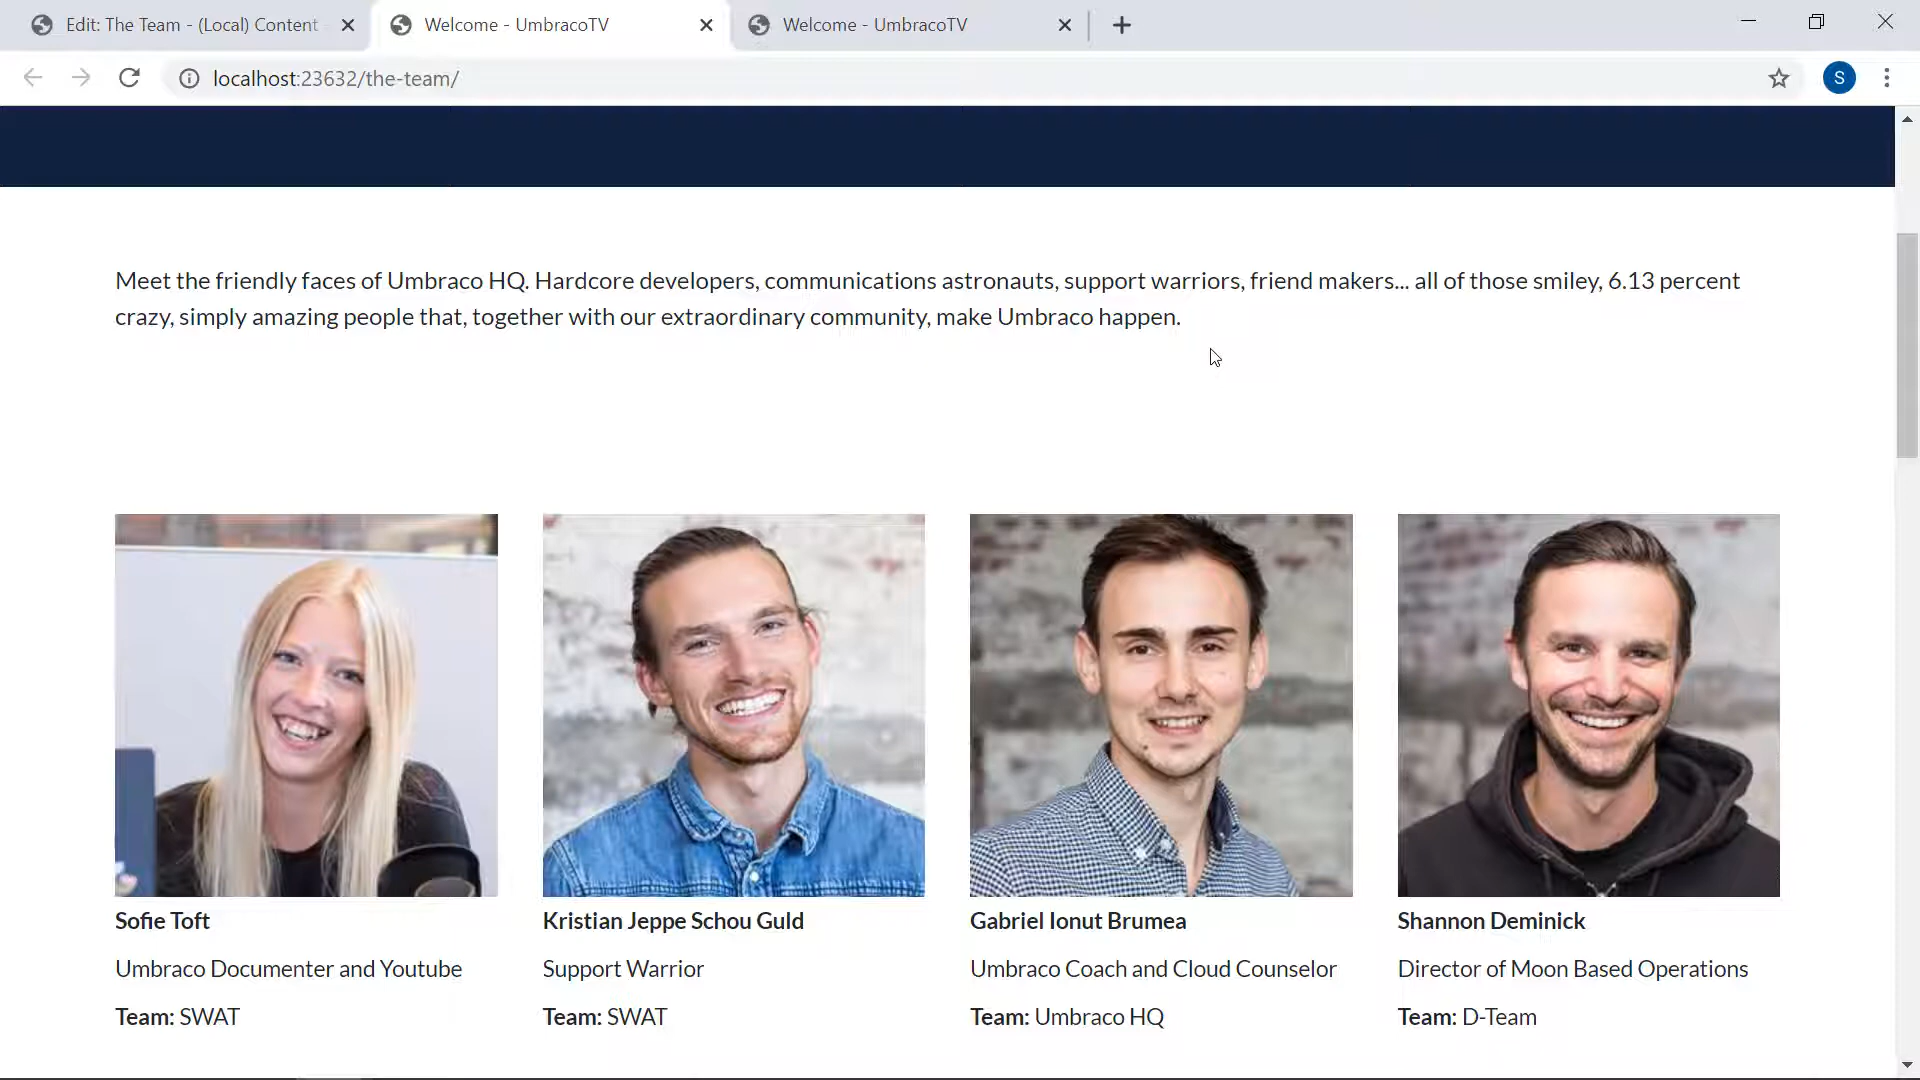 Edit: The Team - (Local) Content
Welcome - UmbracoTV
Welcome - UmbracoTV
localhost:23632/the-team/
S
Meet the friendly faces of Umbraco HQ. Hardcore developers, communications astronauts, support warriors, friend makers... all of those smiley, 6.13 percent
crazy, simply amazing people that, together with our extraordinary community, make Umbraco happen.
Sofie Toft
Kristian Jeppe Schou Guld
Gabriel Ionut Brumea
Shannon Deminick
Umbraco Documenter and Youtube
Support Warrior
Umbraco Coach and Cloud Counselor
Director of Moon Based Operations
Team: SWAT
Team: SWAT
Team: Umbraco HQ
Team: D-Team